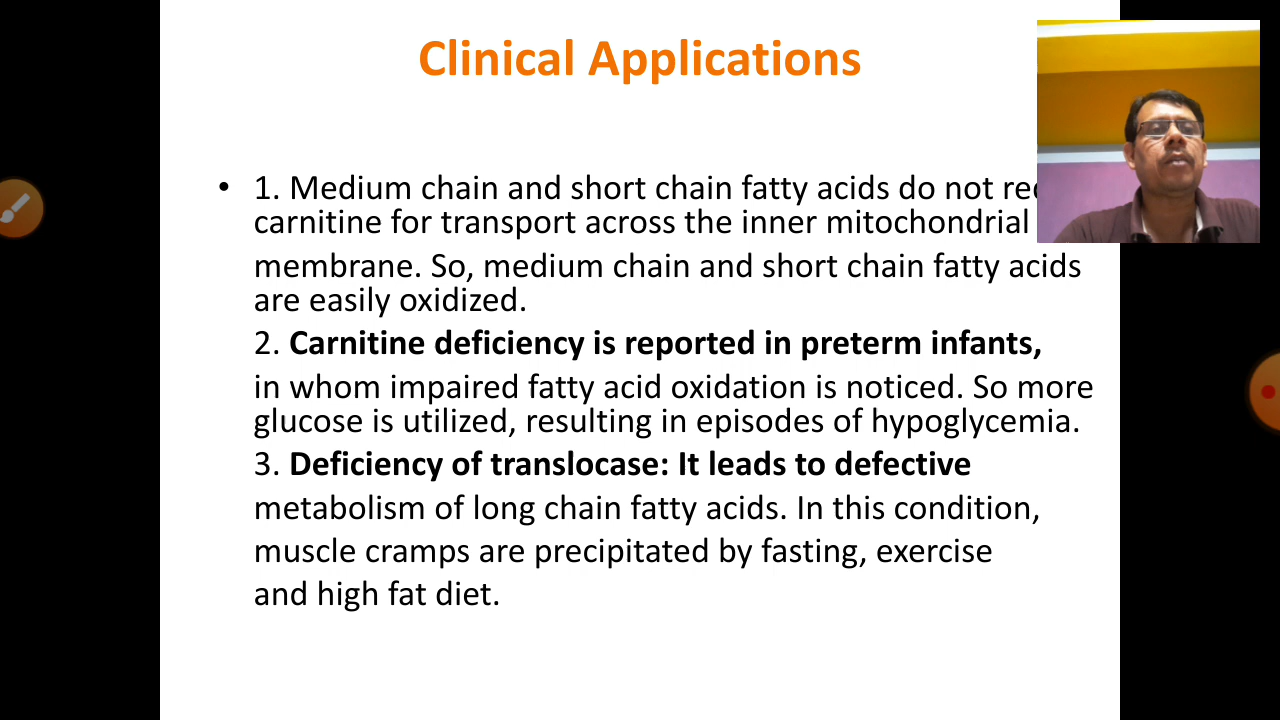 Clinical Applications
• 1. Medium chain and short chain fatty acids do not
carnitine for transport across the inner mitochondrial
membrane. So, medium chain and short chain fatty acids
are easily oxidized.
2. Carnitine deficiency is reported in preterm infants,
in whom impaired fatty acid oxidation is noticed. So more
glucose is utilized, resulting in episodes of hypoglycemia.
3. Deficiency of translocase: It leads to defective
metabolism of long chain fatty acids. In this condition,
muscle cramps are precipitated by fasting, exercise
and high fat diet.